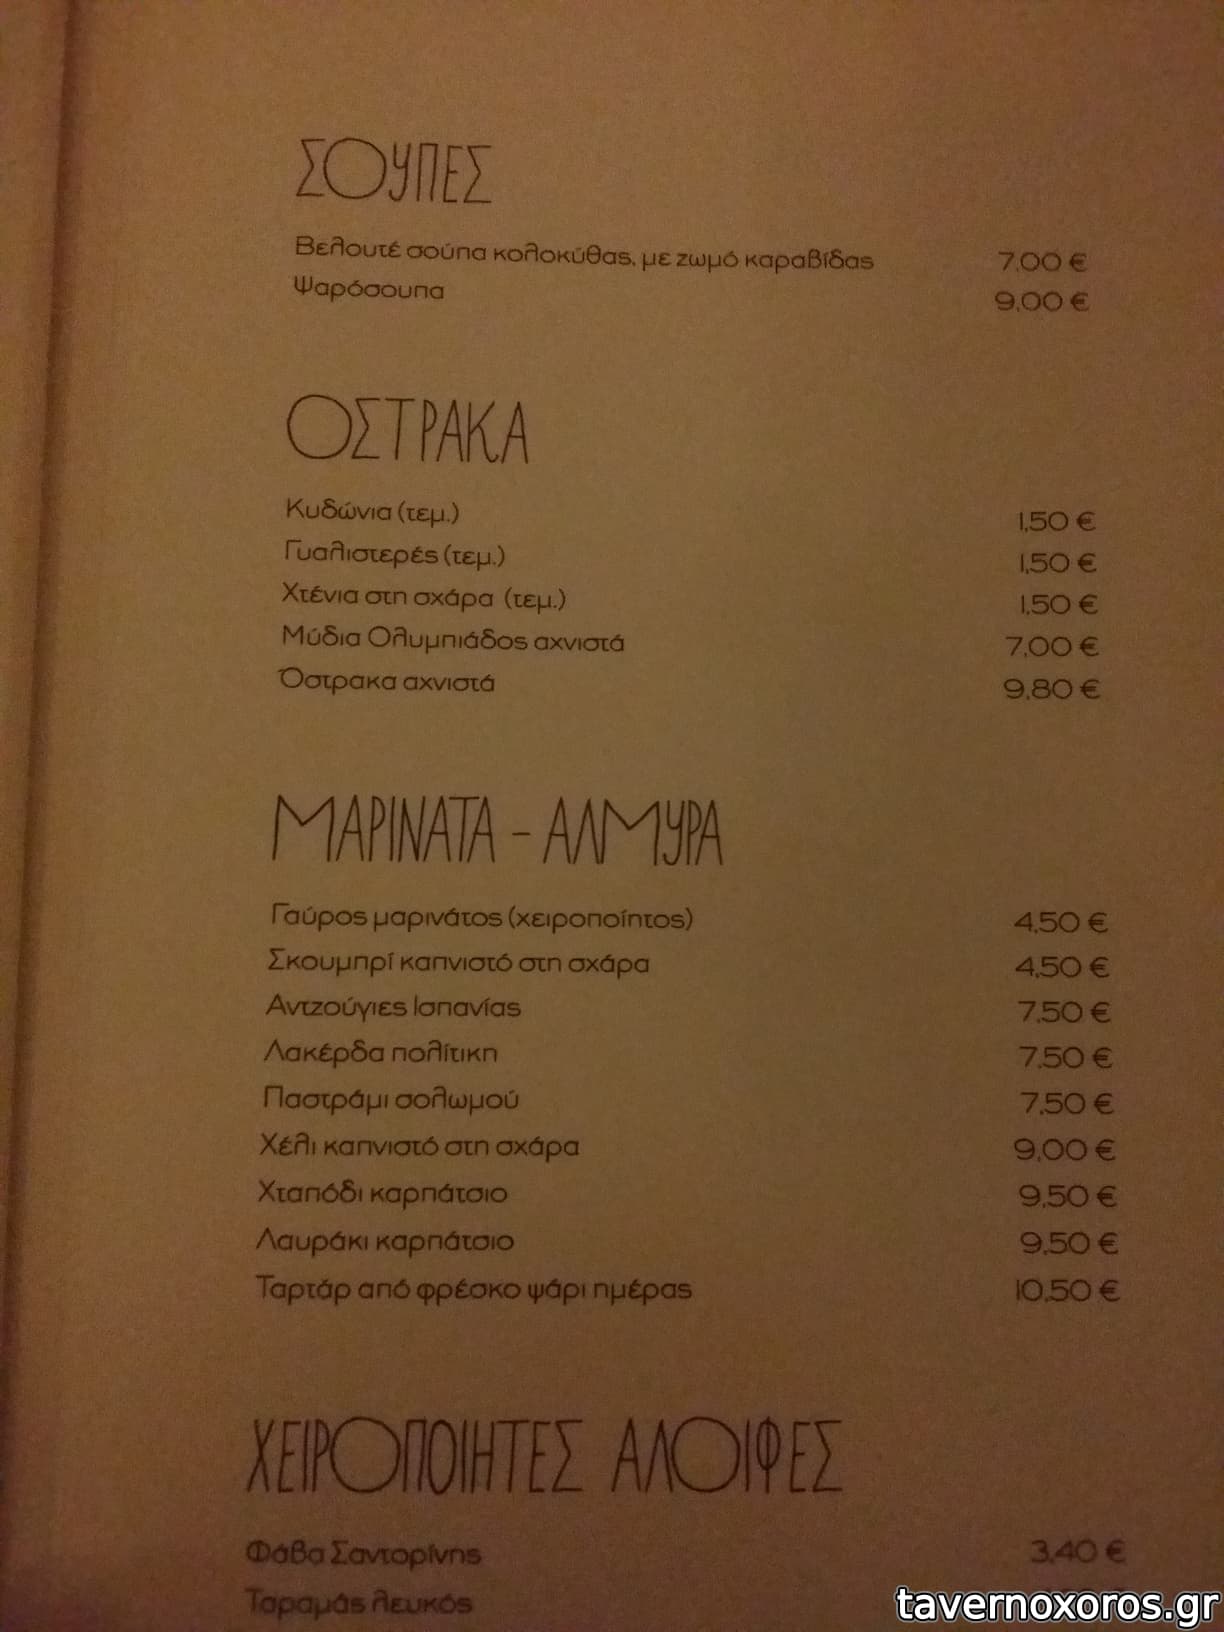 ΣΟΥΠΕΣ
Βελουτέ σούπα κολοκύθας, με ζωμό καραβίδας 7,00 €
Ψαρόσουπα 9,00 €
ΟΣΤΡΑΚΑ
Κυδώνια (τεμ.) 1,50 €
Γυαλιστερές (τεμ.) 1,50 €
Χτένια στη σχάρα (τεμ.) 1,50 €
Μύδια Ολυμπιάδος αχνιστά 7,00 €
Όστρακα αχνιστά 9,80 €
ΜΑΡΙΝΑΤΑ - ΑΛΜΥΡΑ
Γαύρος μαρινάτος (χειροποίητος) 4,50 €
Σκουμπρί καπνιστό στη σχάρα 4,50 €
Αντζούγιες Ισπανίας 7,50 €
Λακέρδα πολίτικη 7,50 €
Παστράμι σολωμού 7,50 €
Χέλι καπνιστό στη σχάρα 9,00 €
Χταπόδι καρπάτσιο 9,50 €
Λαυράκι καρπάτσιο 9,50 €
Ταρτάρ από φρέσκο ψάρι ημέρας 10,50 €
ΧΕΙΡΟΠΟΙΗΤΕΣ ΑΛΟΙΦΕΣ
Φάβα Σαντορίνης 3,40 €
Ταραμάς λευκός
tavernoxoros.gr